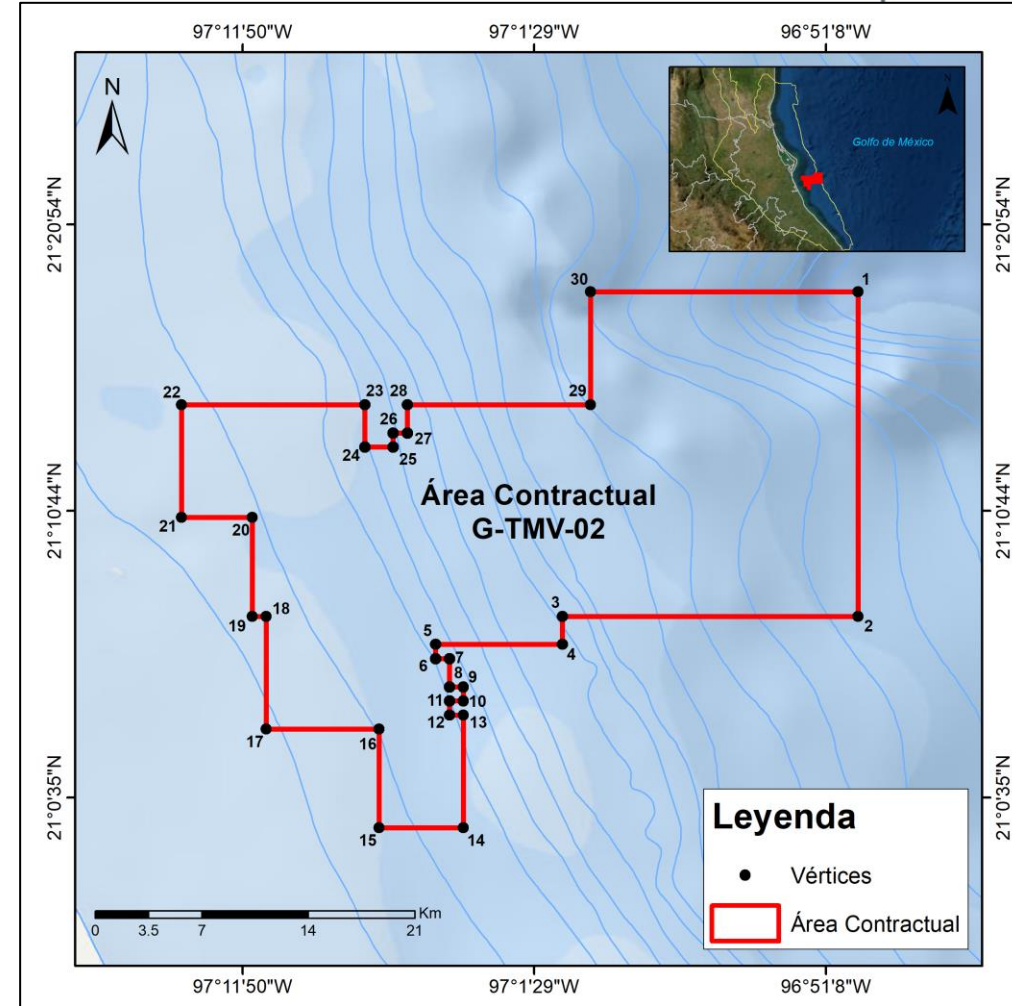 97°11'50"W
97°1'29"W
96°51'8"W
N
N
Golfo de México
21°20'54"N
21°20'54"N
30
1
22
23
28
29
26
27
24
25
Área Contractual
G-TMV-02
21°10'44"N
21°10'44"N
21
20
3
18
19
2
5
4
6
7
8
9
11
10
12
13
17
16
21°0'35"N
21°0'35"N
15
14
Leyenda
Vértices
Área Contractual
Km
0
3.5
7
14
21
97°11'50"W
97°1'29"W
96°51'8"W